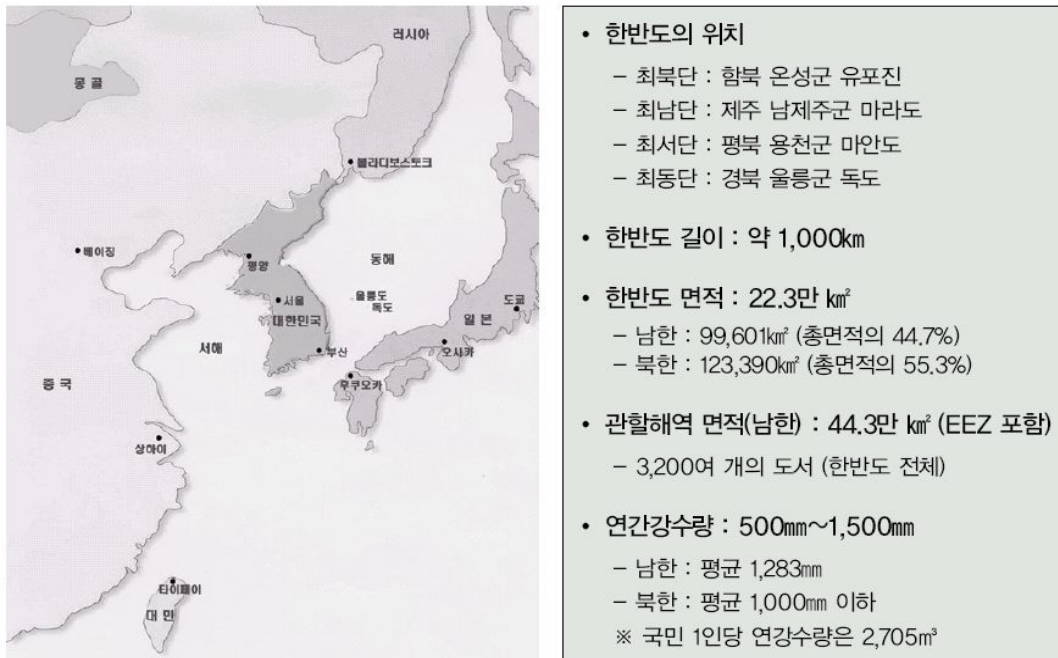 러시아
몽 골
블라디보스토크
베이징
평양
동해
울릉도
독도
서울
대한민국
도쿄
일 본
서해
부산
오사카
중 국
후쿠오카
상하이
타이페이
대 만
• 한반도의 위치
– 최북단 : 함북 온성군 유포진
– 최남단 : 제주 남제주군 마라도
– 최서단 : 평북 용천군 마안도
– 최동단 : 경북 울릉군 독도
• 한반도 길이 : 약 1,000㎞
• 한반도 면적 : 22.3만 ㎢
– 남한 : 99,601㎢ (총면적의 44.7%)
– 북한 : 123,390㎢ (총면적의 55.3%)
• 관할해역 면적(남한) : 44.3만 ㎢ (EEZ 포함)
– 3,200여 개의 도서 (한반도 전체)
• 연간강수량 : 500㎜~1,500㎜
– 남한 : 평균 1,283㎜
– 북한 : 평균 1,000㎜ 이하
※ 국민 1인당 연강수량은 2,705㎥